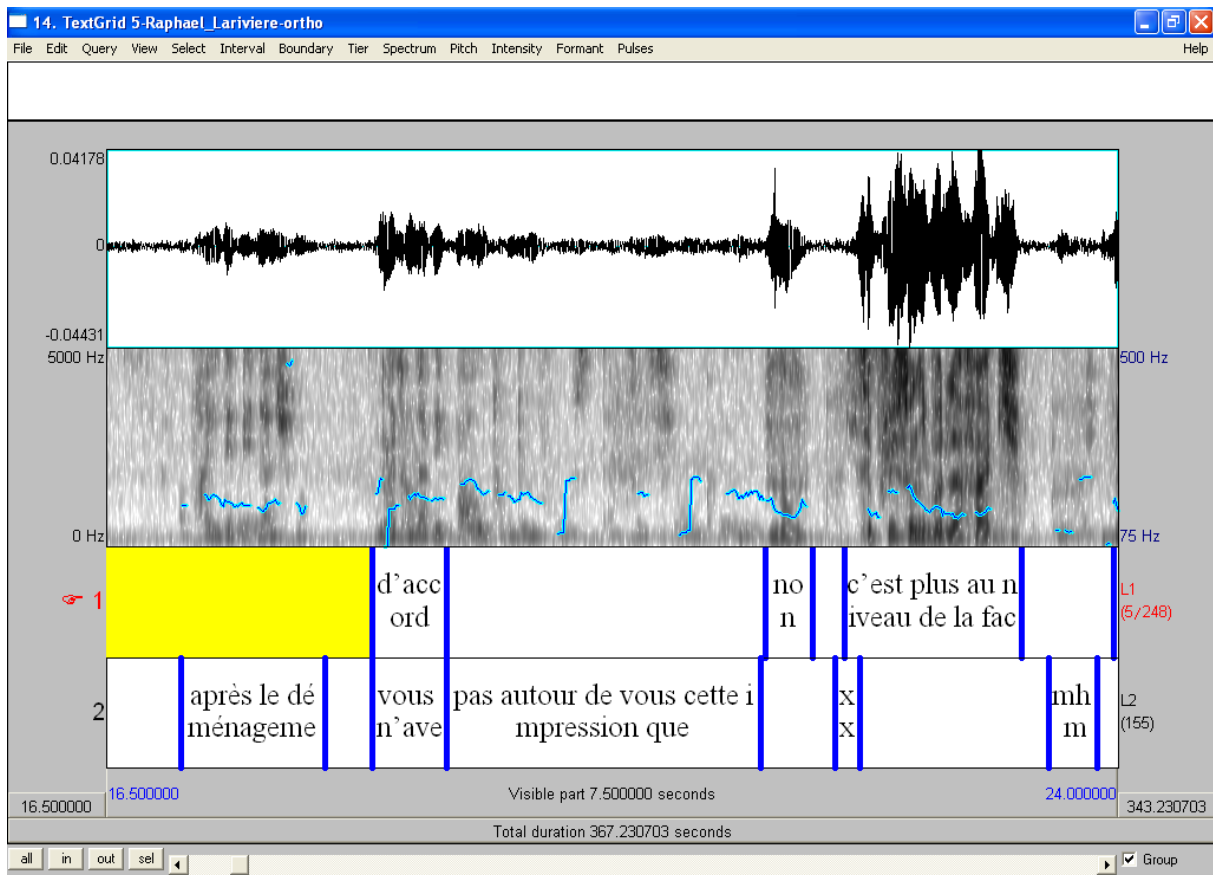 14. TextGrid 5-Raphael_Lariviere-ortho
File Edit Query View Select Interval Boundary Tier Spectrum Pitch Intensity Formant Pulses Help
0.04178
0
-0.04431
5000 Hz
500 Hz
0 Hz
75 Hz
1
d'acc
ord
no
n
c'est plus au n
iveau de la fac
L1
(5/248)
2
après le dé
ménageme
vous
n'ave
pas autour de vous cette i
mpression que
x
x
mh
m
L2
(155)
16.500000
16.500000
Visible part 7.500000 seconds
24.000000
343.230703
Total duration 367.230703 seconds
all in out sel Group